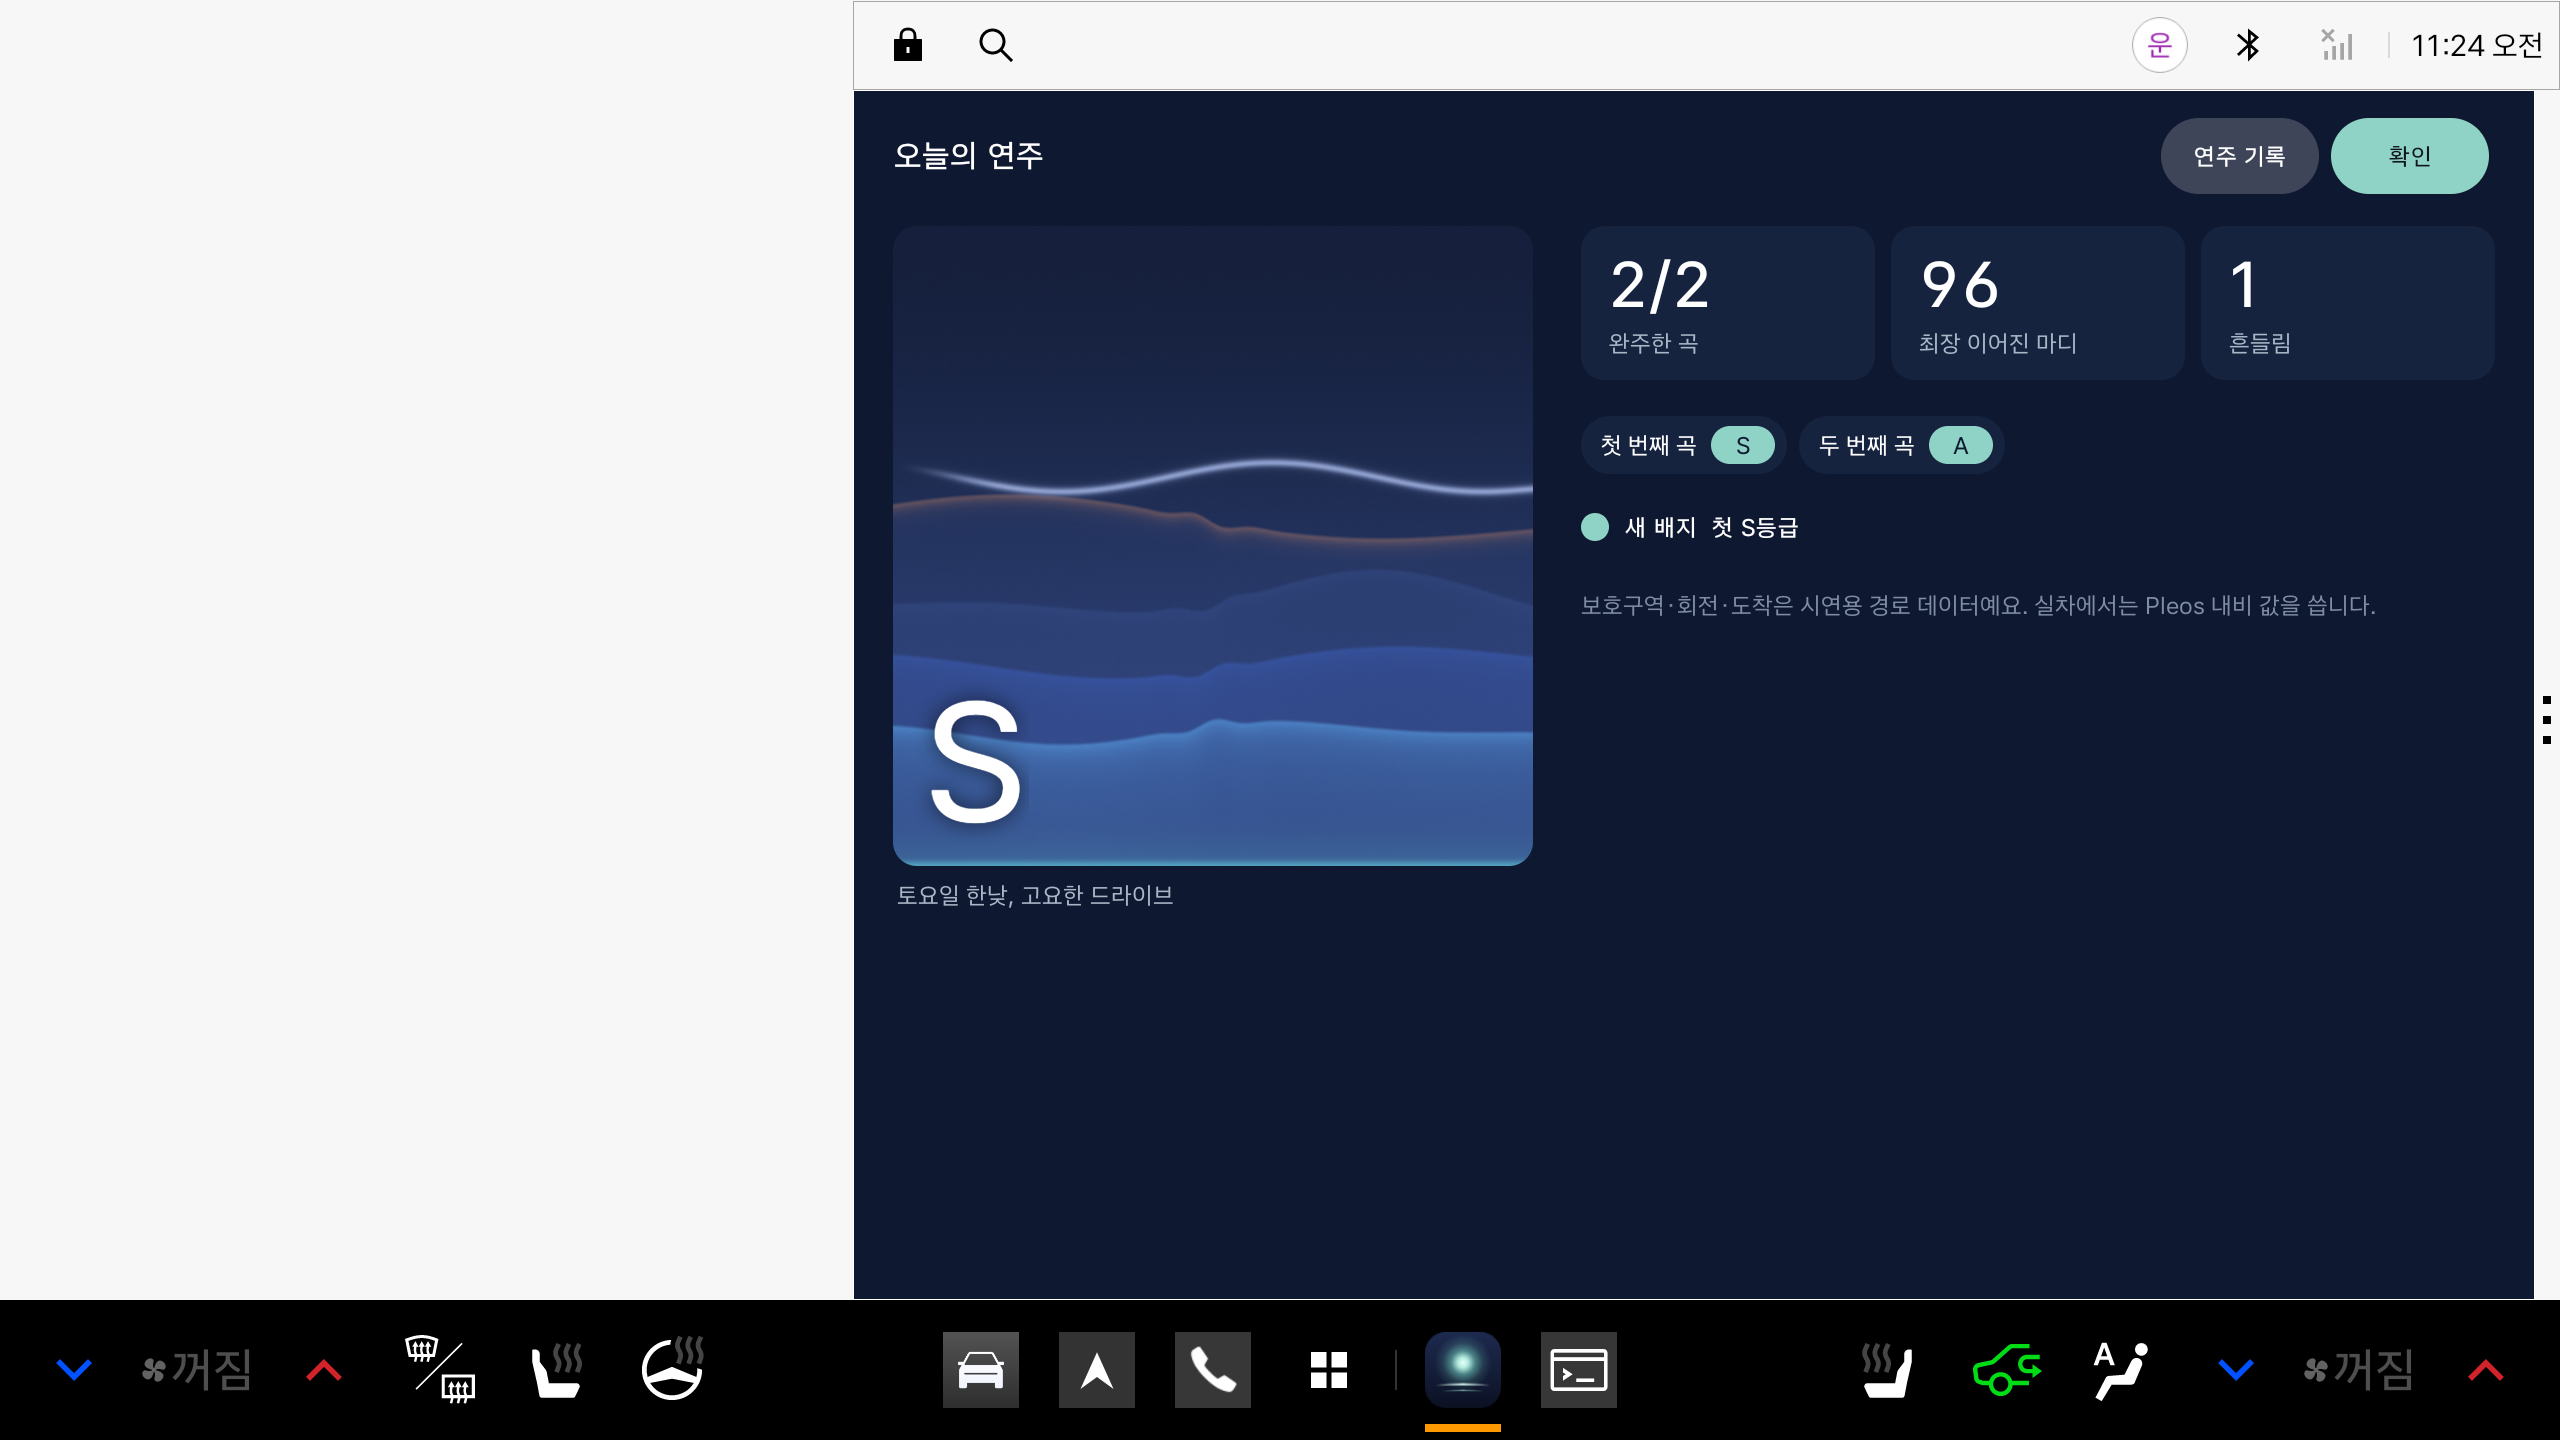 운
11:24 오전
오늘의 연주
연주 기록
확인
2/2
완주한 곡
96
최장 이어진 마디
1
흔들림
첫 번째 곡 S
두 번째 곡 A
새 배지 첫 S등급
보호구역·회전·도착은 시연용 경로 데이터예요. 실차에서는 Pleos 내비 값을 씁니다.
S
토요일 한낮, 고요한 드라이브
꺼짐
A
꺼짐